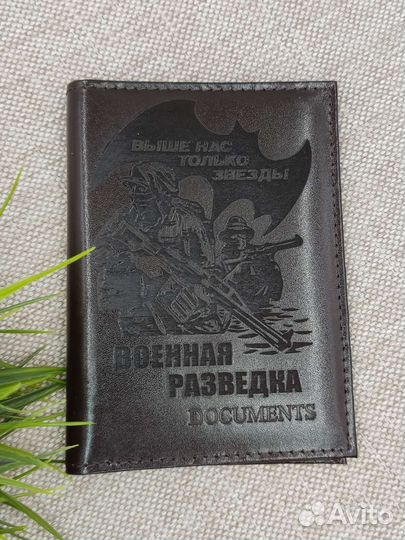 ВЫШЕ НАС
ТОЛЬКО
ЗВЕЗДЫ
ВОЕННАЯ
РАЗВЕДКА
DOCUMENTS
Avito